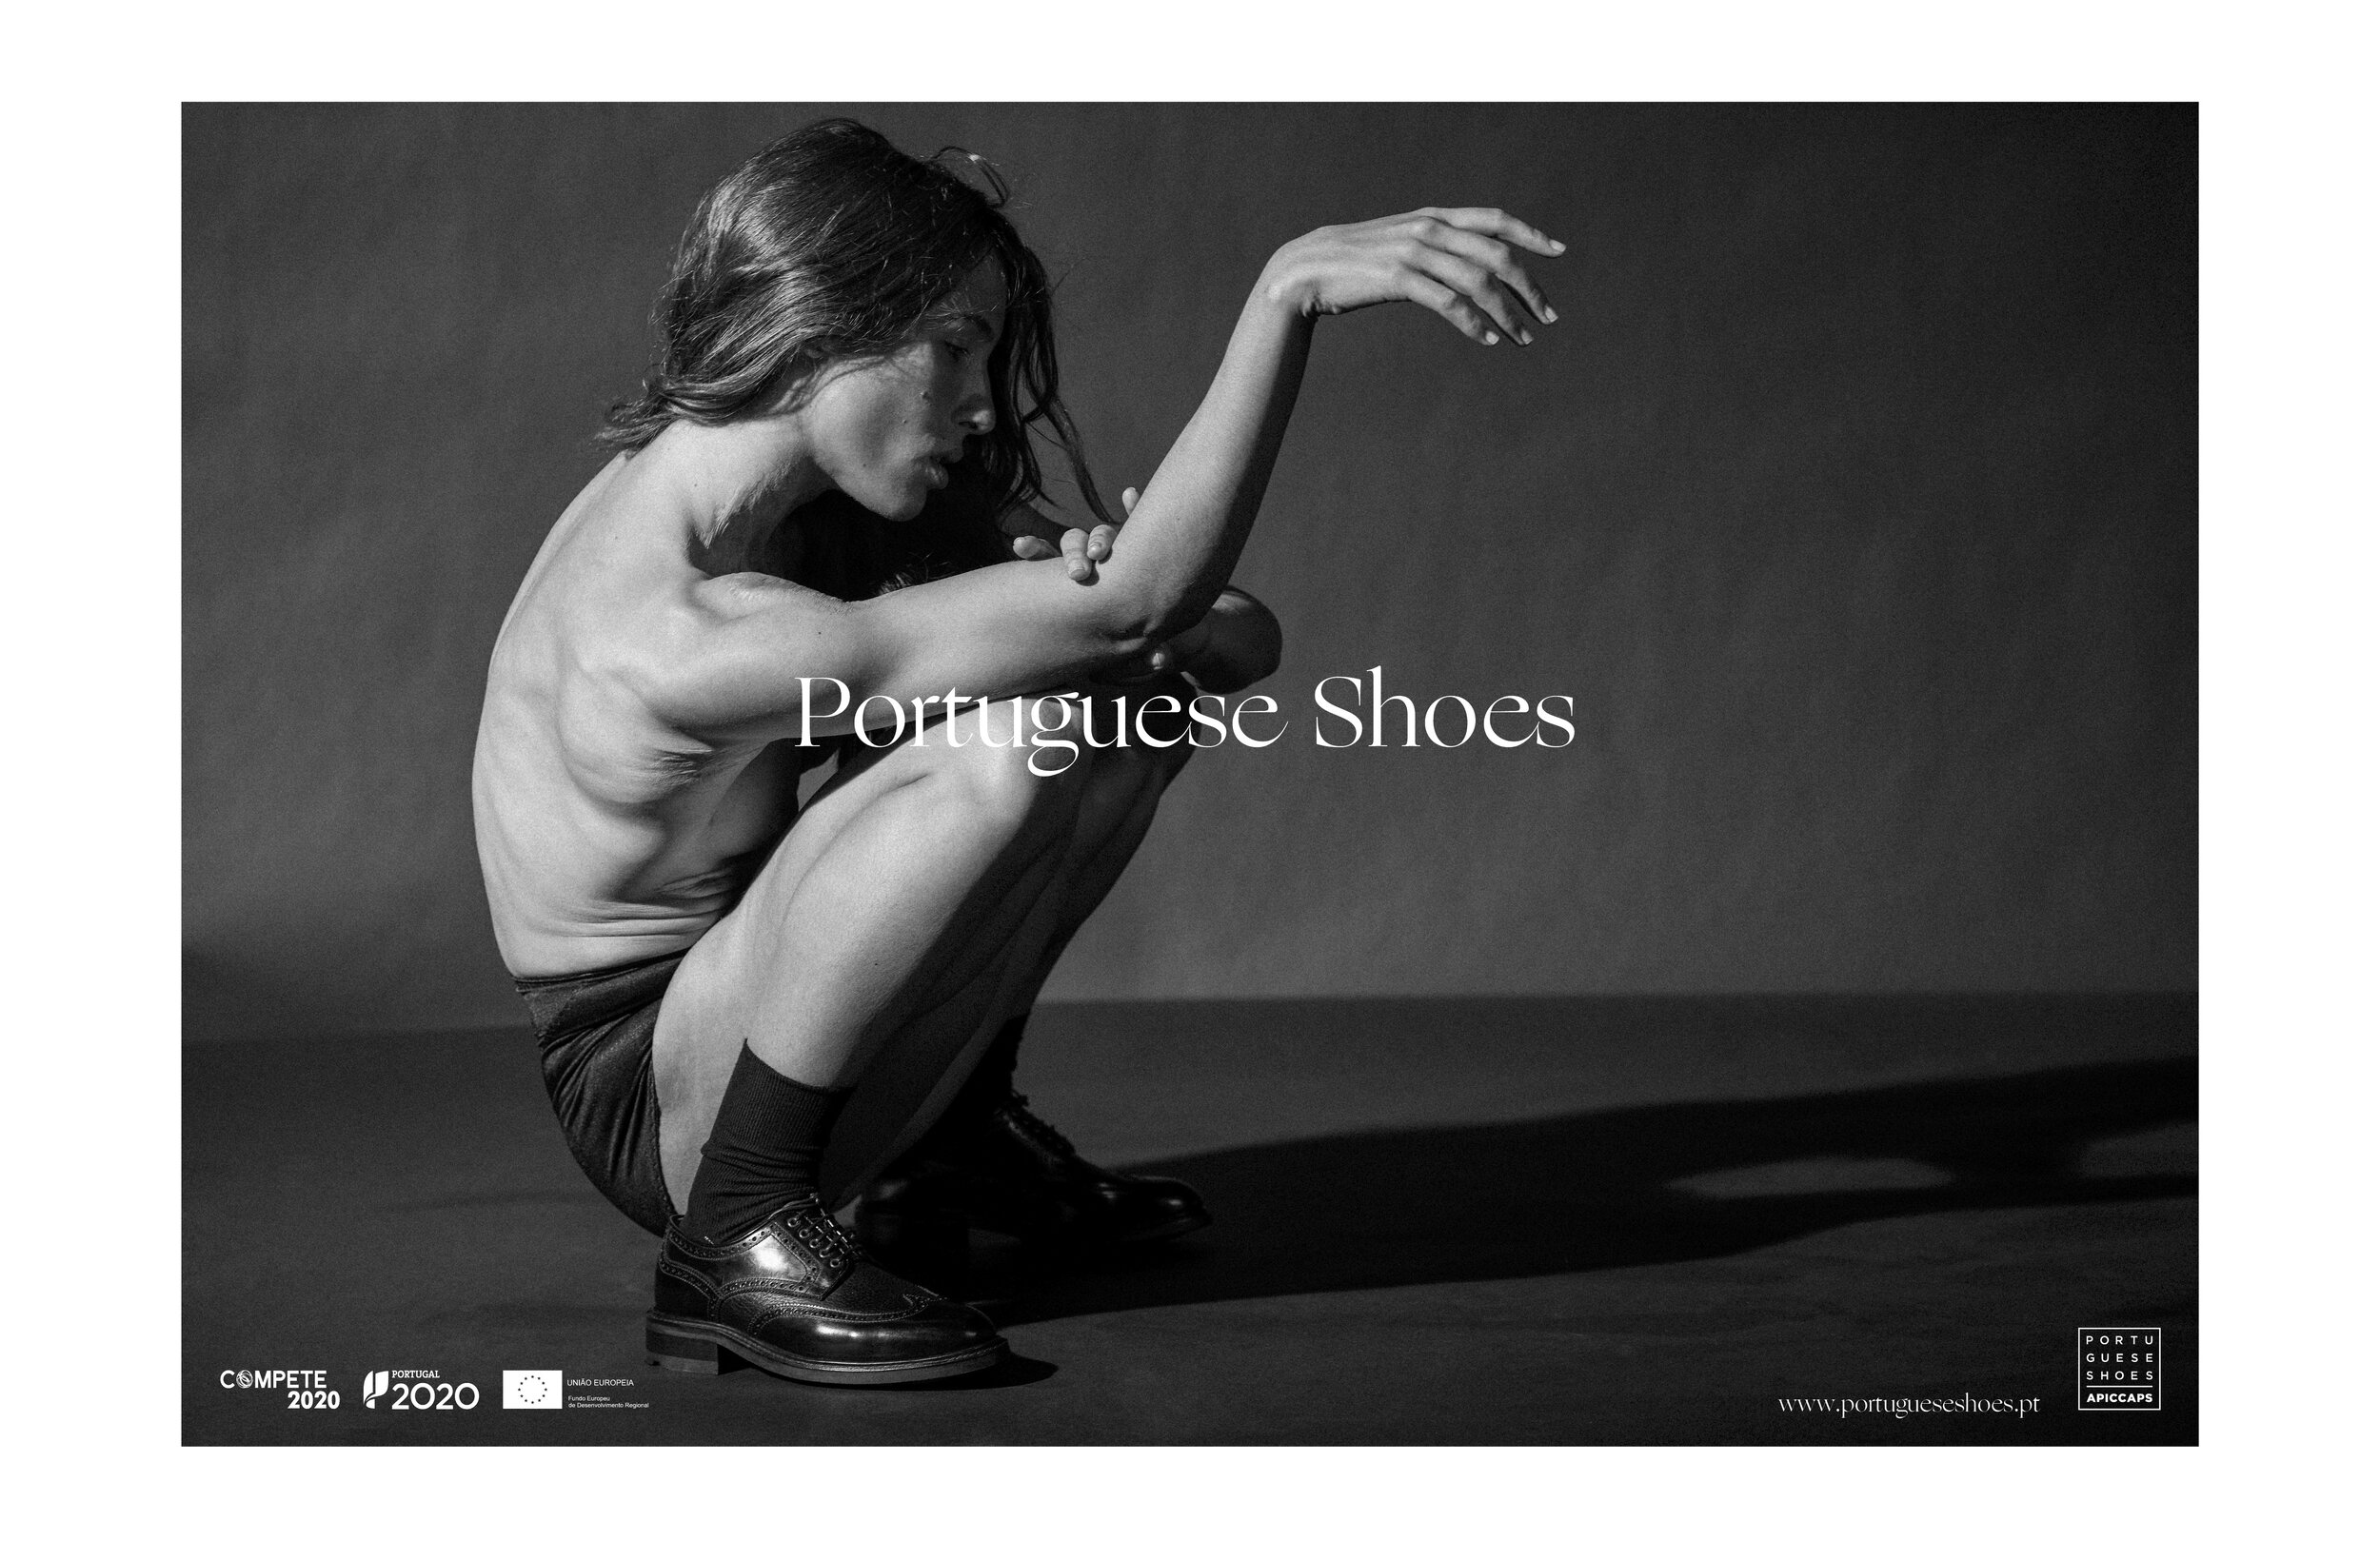 Portuguese Shoes
COMPETE
2020
PORTUGAL
2020
UNIÃO EUROPEIA
Fundo Europeu
de Desenvolvimento Regional
www.portugueseshoes.pt
PORTU
GUESE
SHOES
APICCAPS